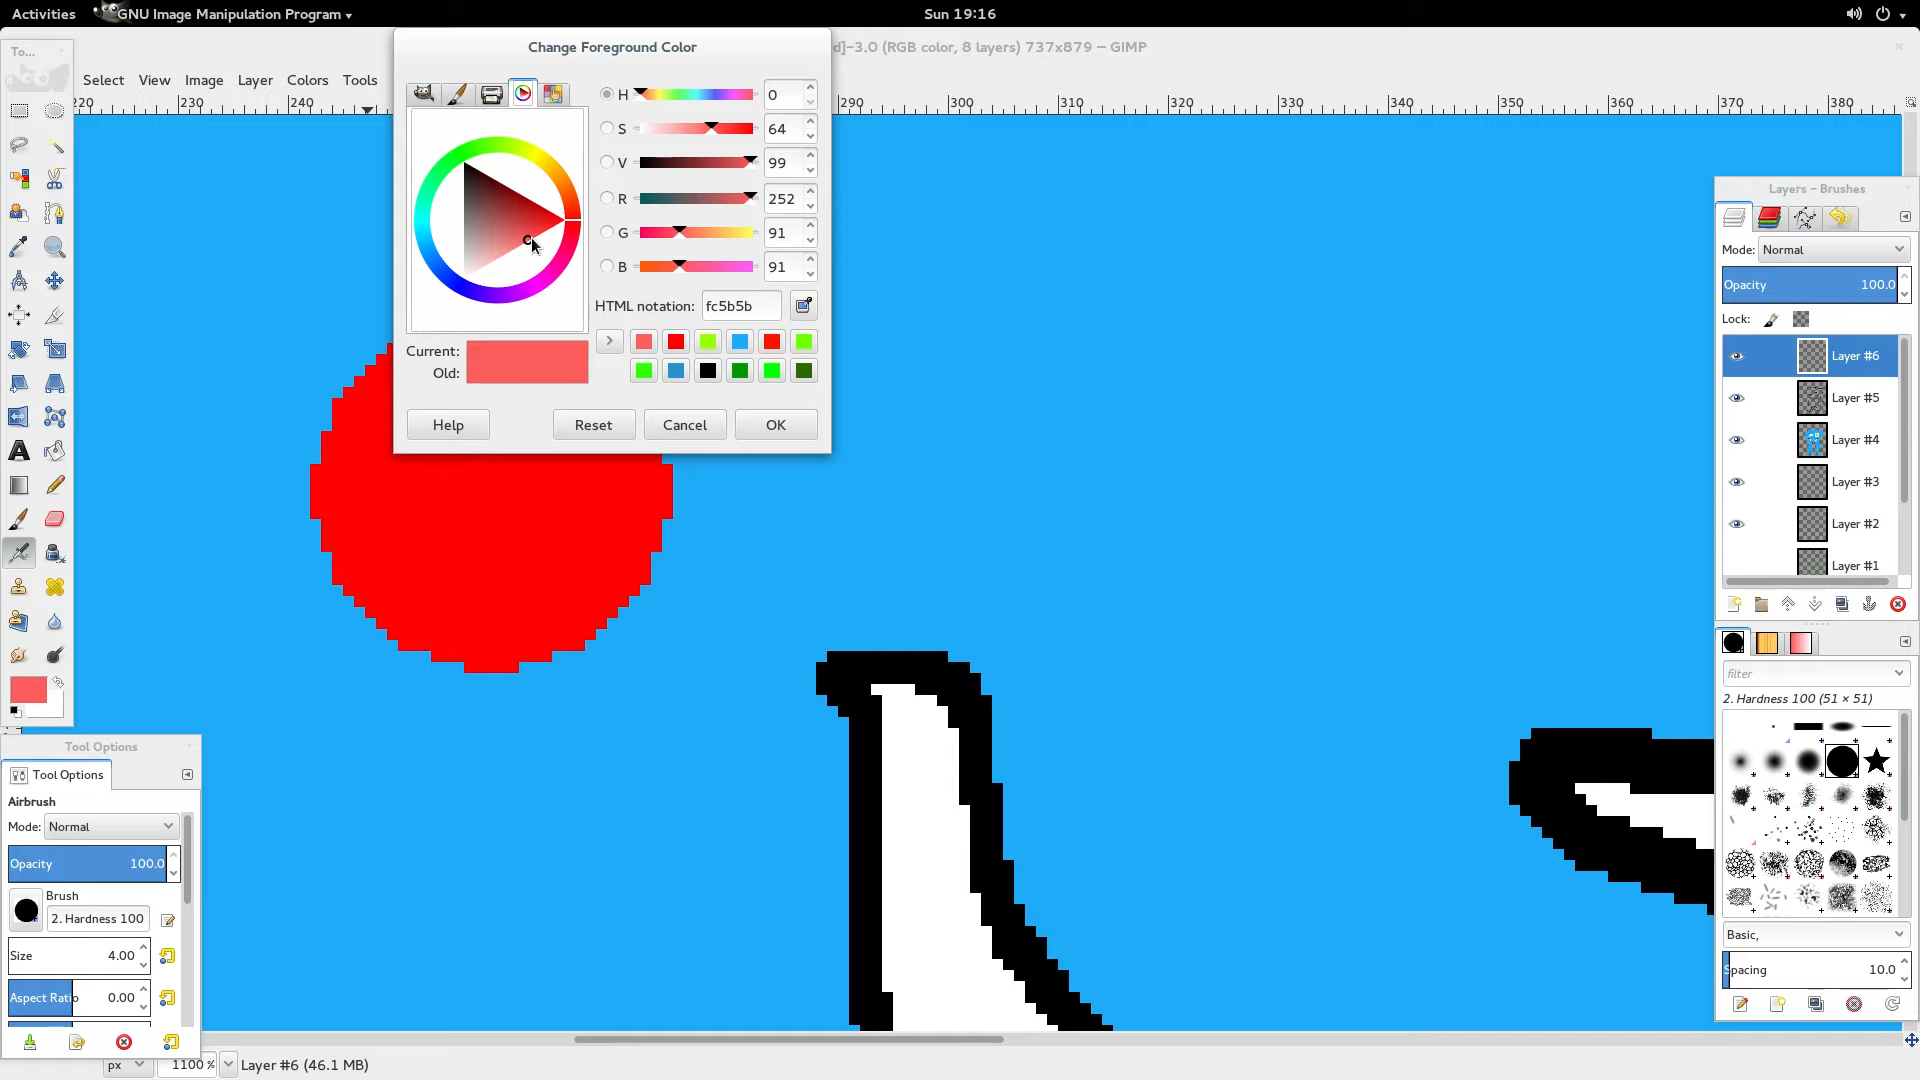 Activities GNU Image Manipulation Program Sun 19:16
To... Change Foreground Color d]-3.0 (RGB color, 8 layers) 737x879 – GIMP
Select View Image Layer Colors Tools
220 230 240 290 300 310 320 330 340 350 360 370 380
H 0
S 64
V 99
R 252
G 91
B 91
HTML notation: fc5b5b
Current:
Old:
Help Reset Cancel OK
Layers – Brushes
Mode: Normal
Opacity 100.0
Lock:
Layer #6
Layer #5
Layer #4
Layer #3
Layer #2
Layer #1
filter
2. Hardness 100 (51 × 51)
Basic,
Spacing 10.0
Tool Options
Tool Options
Airbrush
Mode: Normal
Opacity 100.0
Brush
2. Hardness 100
Size 4.00
Aspect Ratio 0.00
px 1100 % Layer #6 (46.1 MB)